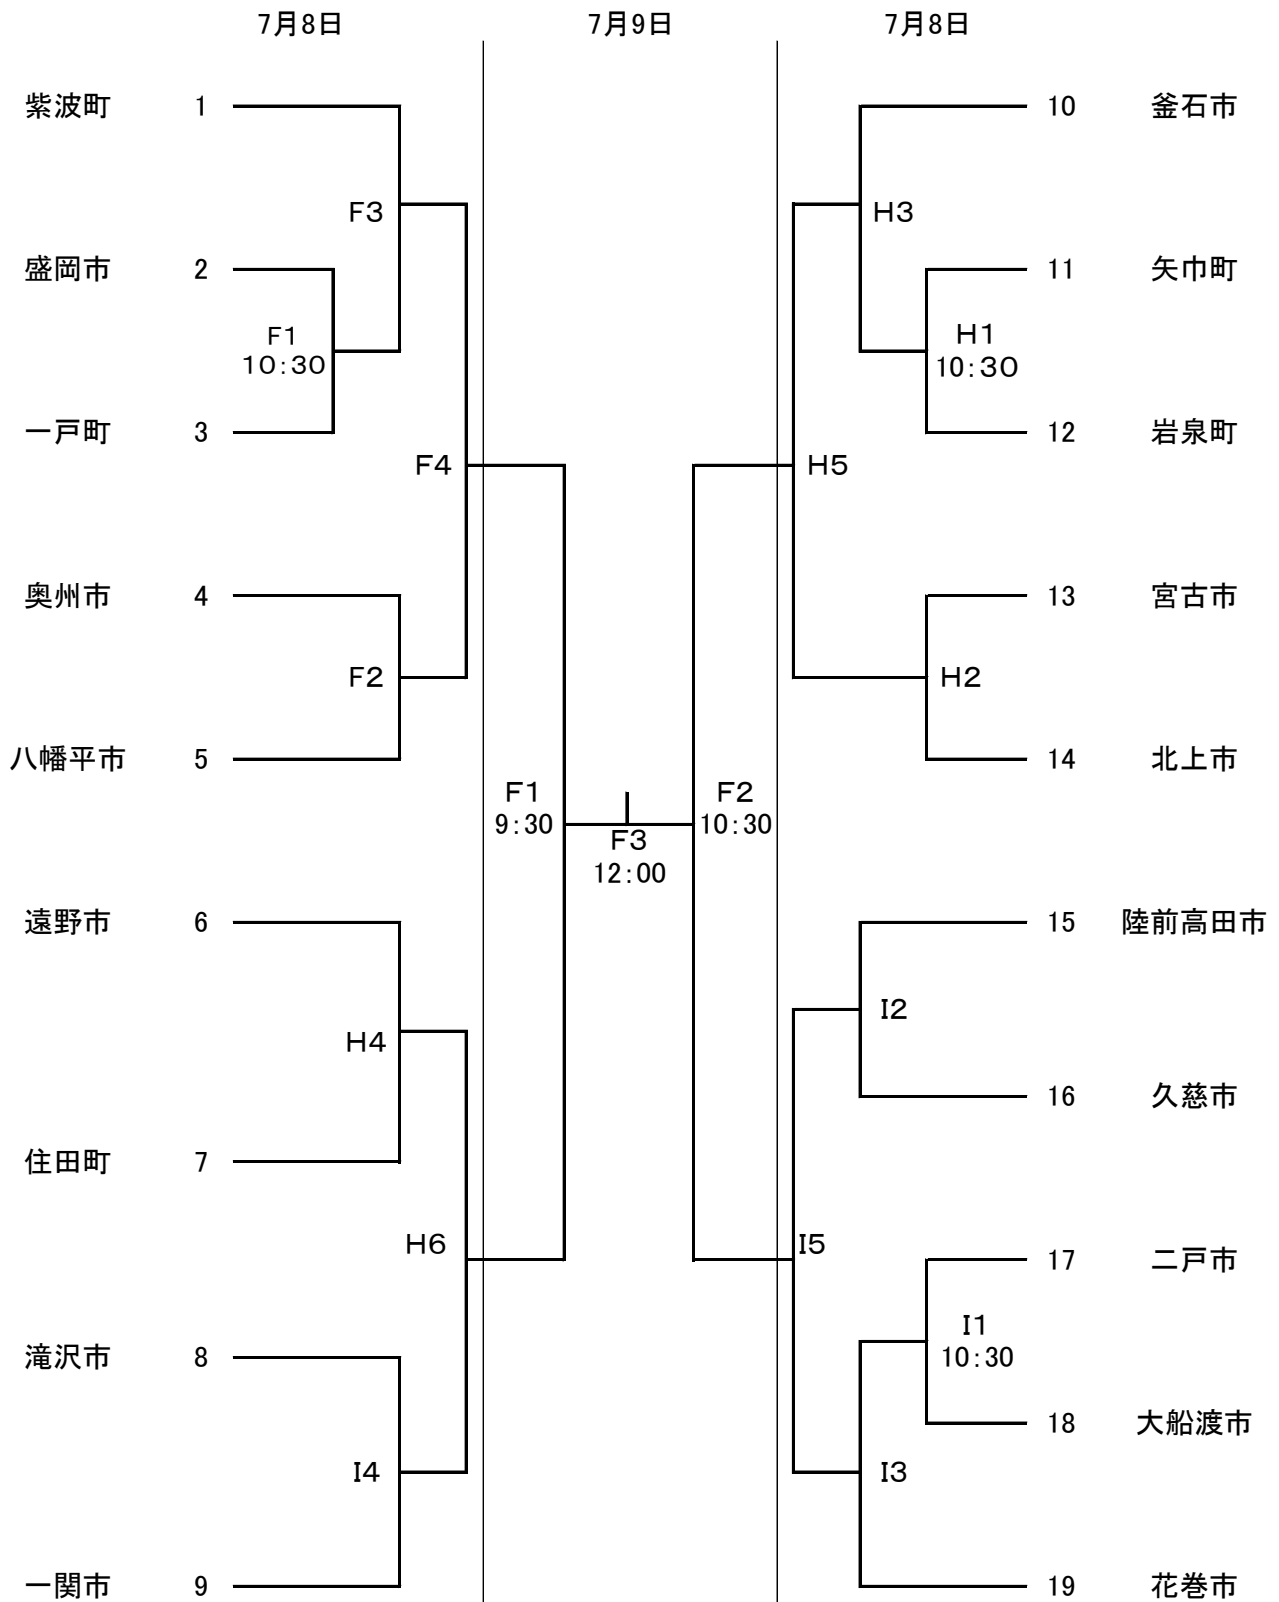 7月8日 7月9日 7月8日
紫波町 1 10 釜石市
F3 H3
盛岡市 2 11 矢巾町
F1 H1
10:30 10:30
一戸町 3 12 岩泉町
F4 H5
奥州市 4 13 宮古市
F2 H2
八幡平市 5 14 北上市
F1 F2
9:30 10:30
F3
12:00
遠野市 6 15 陸前高田市
I2
H4
16 久慈市
住田町 7
H6 I5
17 二戸市
I1
滝沢市 8 10:30
18 大船渡市
I4 I3
一関市 9 19 花巻市